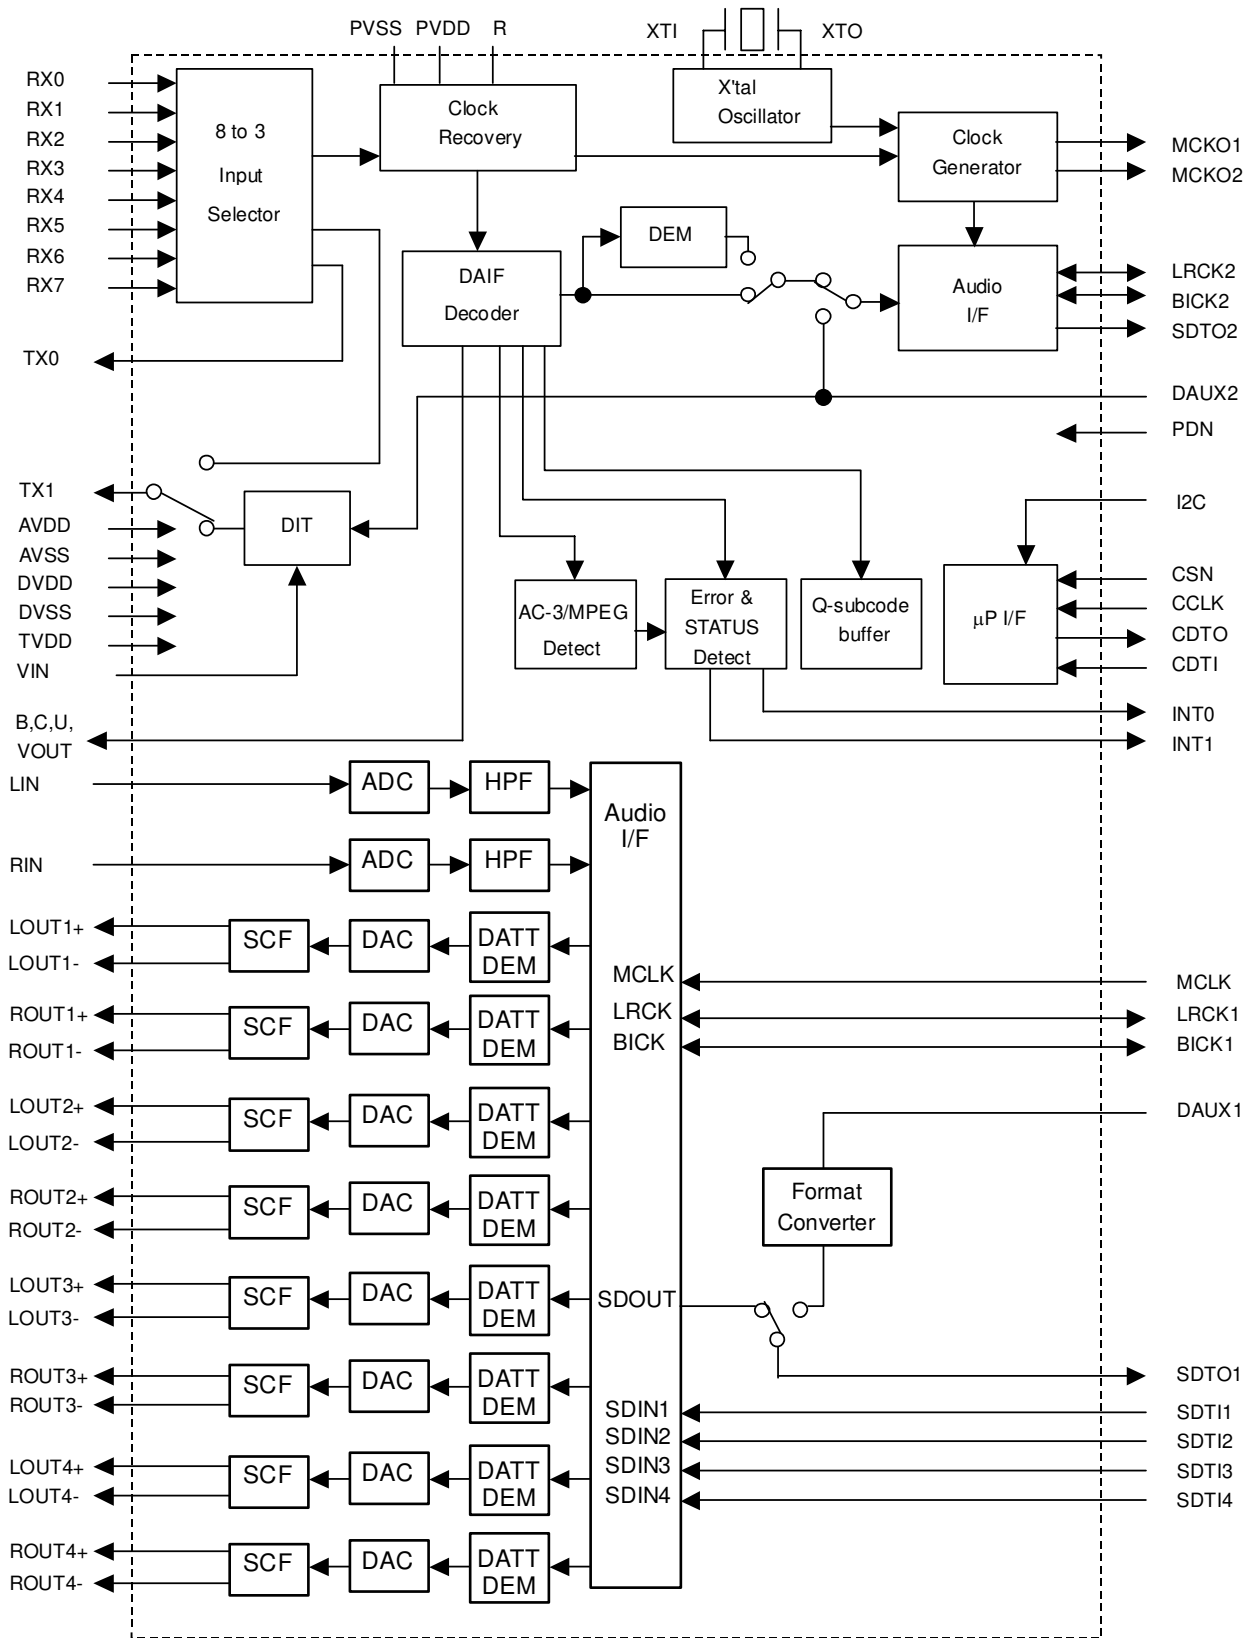 PVSS PVDD R XTI XTO
RX0
RX1
RX2
RX3
RX4
RX5
RX6
RX7
8 to 3
Input
Selector
Clock
Recovery
X'tal
Oscillator
Clock
Generator
MCKO1
MCKO2
DEM
DAIF
Decoder
Audio
I/F
LRCK2
BICK2
SDTO2
TX0
DAUX2
PDN
TX1
AVDD
AVSS
DVDD
DVSS
TVDD
VIN
DIT
I2C
CSN
CCLK
CDTO
CDTI
AC-3/MPEG
Detect
Error &
STATUS
Detect
Q-subcode
buffer
µP I/F
INT0
INT1
B,C,U,
VOUT
LIN
ADC
HPF
Audio
I/F
RIN
ADC
HPF
LOUT1+
LOUT1-
SCF
DAC
DATT
DEM
MCLK
MCLK
ROUT1+
ROUT1-
SCF
DAC
DATT
DEM
LRCK
BICK
LRCK1
BICK1
LOUT2+
LOUT2-
SCF
DAC
DATT
DEM
DAUX1
ROUT2+
ROUT2-
SCF
DAC
DATT
DEM
Format
Converter
LOUT3+
LOUT3-
SCF
DAC
DATT
DEM
SDOUT
ROUT3+
ROUT3-
SCF
DAC
DATT
DEM
SDTO1
SDIN1
SDIN2
SDIN3
SDIN4
SDTI1
SDTI2
SDTI3
SDTI4
LOUT4+
LOUT4-
SCF
DAC
DATT
DEM
ROUT4+
ROUT4-
SCF
DAC
DATT
DEM